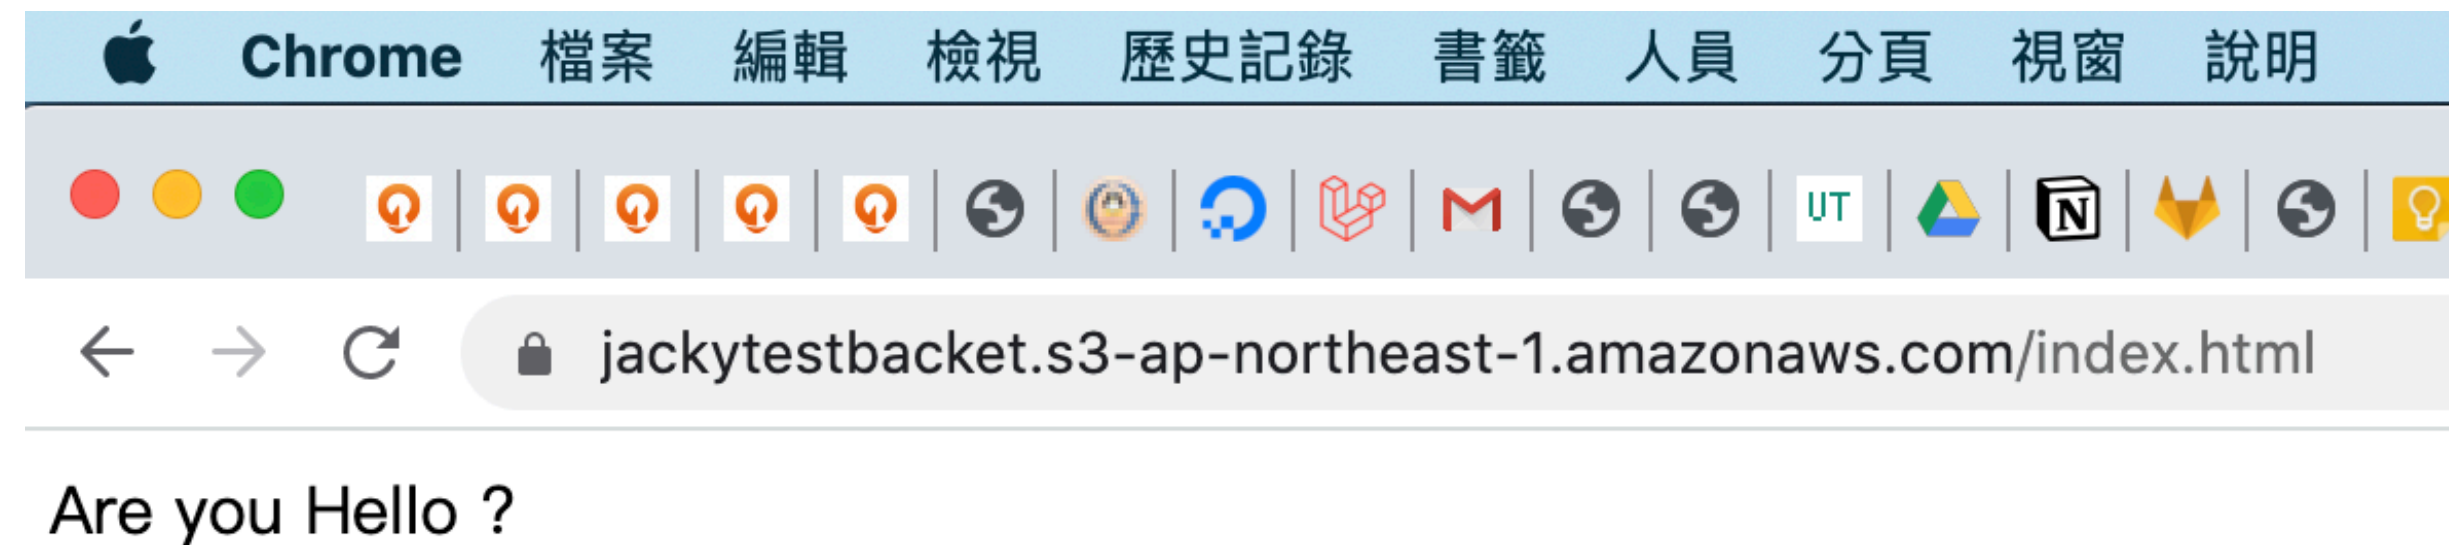 Chrome 檔案 編輯 檢視 歷史記錄 書籤 人員 分頁 視窗 說明
UT N
jackytestbacket.s3-ap-northeast-1.amazonaws.com/index.html
Are you Hello ?